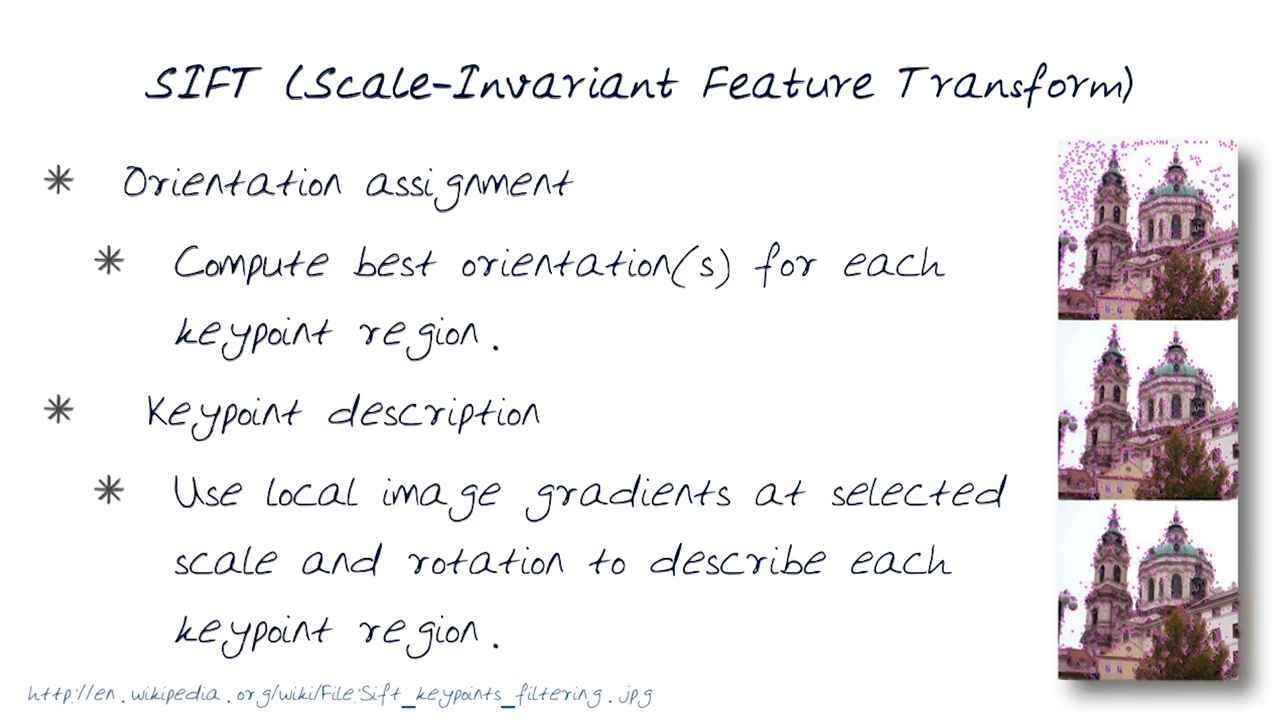 SIFT (Scale-Invariant Feature Transform)
* Orientation assignment
* Compute best orientation(s) for each
keypoint region.
* Keypoint description
* Use local image gradients at selected
scale and rotation to describe each
keypoint region.
http://en.wikipedia.org/wiki/File:Sift_keypoints_filtering.jpg